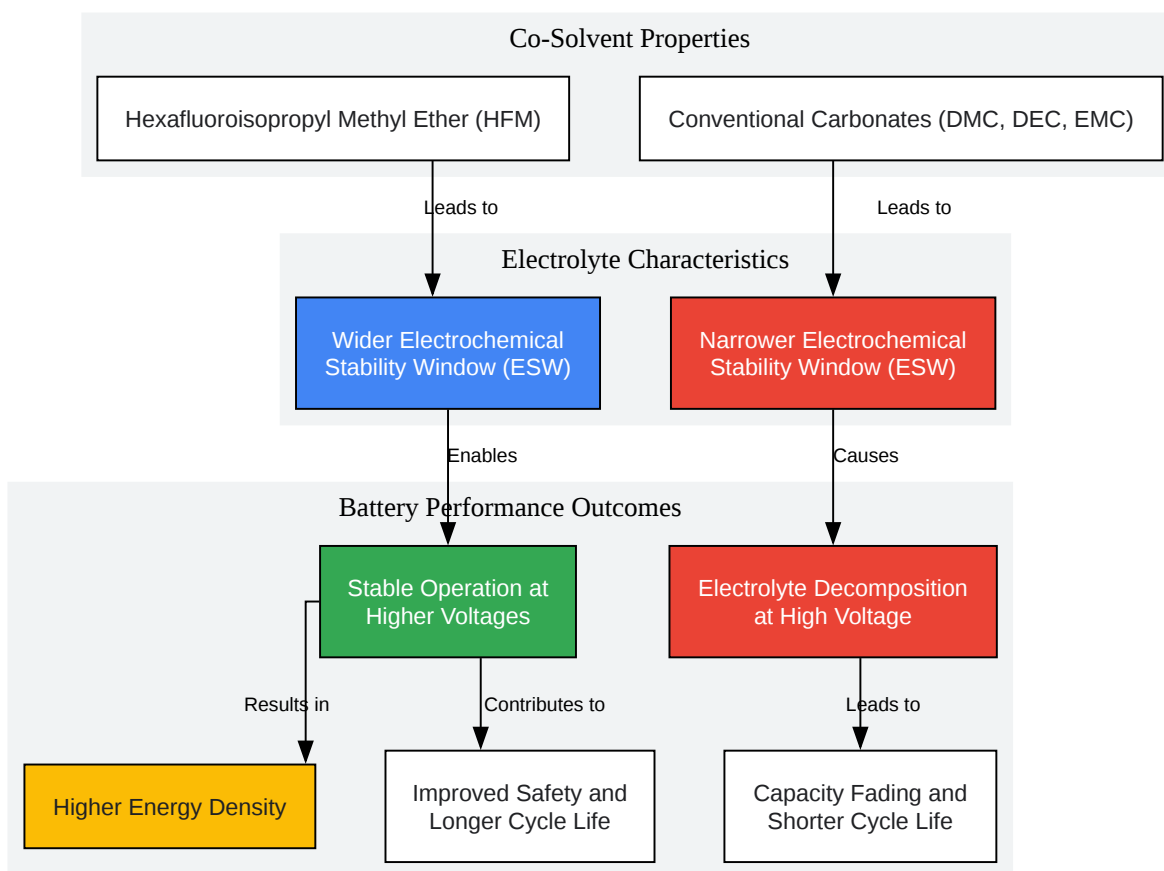 Co-Solvent Properties
Hexafluoroisopropyl Methyl Ether (HFM)
Conventional Carbonates (DMC, DEC, EMC)
Leads to
Leads to
Electrolyte Characteristics
Wider Electrochemical
Stability Window (ESW)
Narrower Electrochemical
Stability Window (ESW)
Enables
Causes
Battery Performance Outcomes
Stable Operation at
Higher Voltages
Electrolyte Decomposition
at High Voltage
Results in
Contributes to
Leads to
Higher Energy Density
Improved Safety and
Longer Cycle Life
Capacity Fading and
Shorter Cycle Life